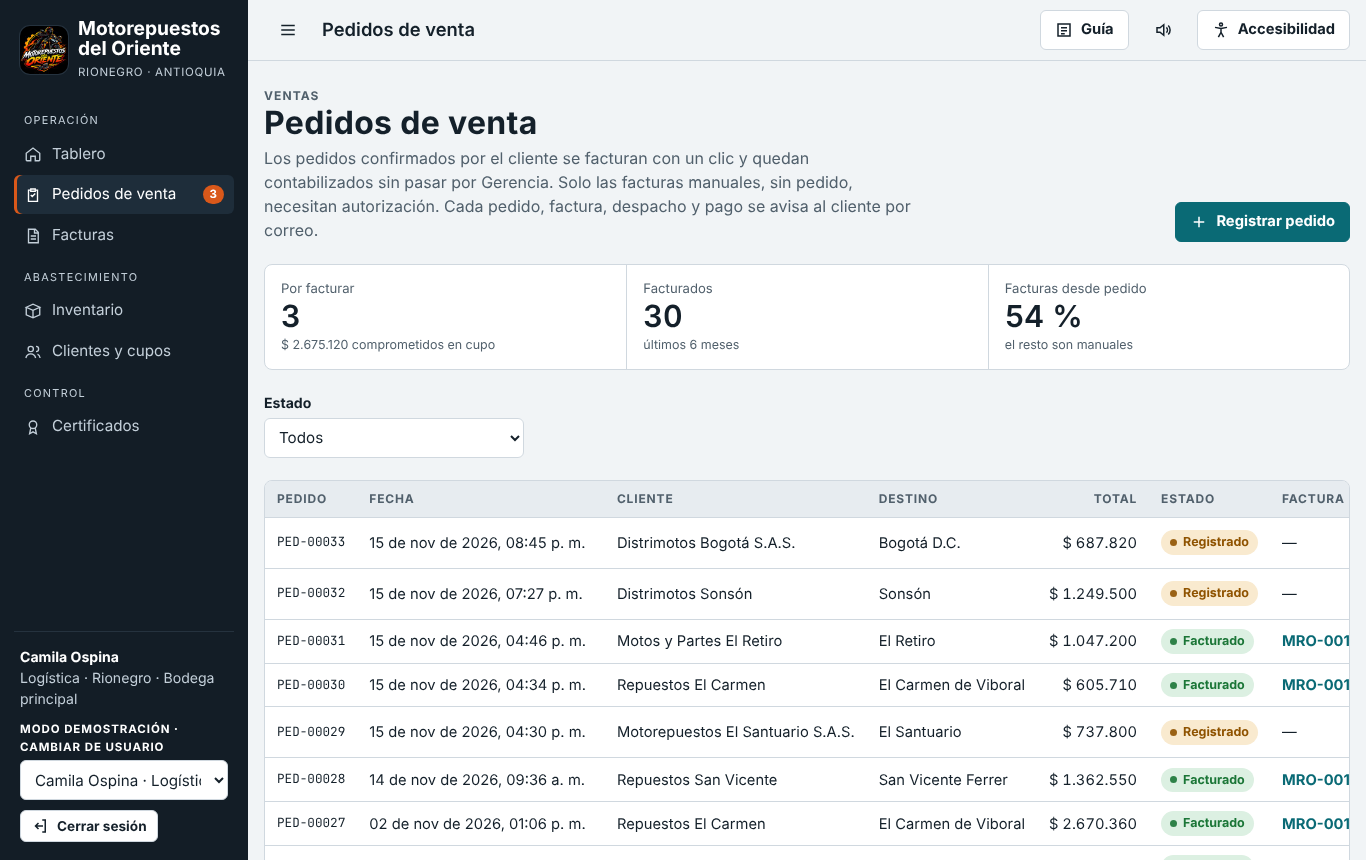 Motorepuestos
del Oriente
RIONEGRO · ANTIOQUIA
MOTOREPUESTOS
ORIENTE
OPERACIÓN
Tablero
Pedidos de venta 3
Facturas
ABASTECIMIENTO
Inventario
Clientes y cupos
CONTROL
Certificados
Camila Ospina
Logística · Rionegro · Bodega
principal
MODO DEMOSTRACIÓN ·
CAMBIAR DE USUARIO
Camila Ospina · Logístic
Cerrar sesión
Pedidos de venta
Guía
Accesibilidad
VENTAS
Pedidos de venta
Los pedidos confirmados por el cliente se facturan con un clic y quedan
contabilizados sin pasar por Gerencia. Solo las facturas manuales, sin pedido,
necesitan autorización. Cada pedido, factura, despacho y pago se avisa al cliente por
correo.
+ Registrar pedido
Por facturar
3
$ 2.675.120 comprometidos en cupo
Facturados
30
últimos 6 meses
Facturas desde pedido
54 %
el resto son manuales
Estado
Todos
PEDIDO FECHA CLIENTE DESTINO TOTAL ESTADO FACTURA
PED-00033 15 de nov de 2026, 08:45 p. m. Distrimotos Bogotá S.A.S. Bogotá D.C. $ 687.820 Registrado —
PED-00032 15 de nov de 2026, 07:27 p. m. Distrimotos Sonsón Sonsón $ 1.249.500 Registrado —
PED-00031 15 de nov de 2026, 04:46 p. m. Motos y Partes El Retiro El Retiro $ 1.047.200 Facturado MRO-001
PED-00030 15 de nov de 2026, 04:34 p. m. Repuestos El Carmen El Carmen de Viboral $ 605.710 Facturado MRO-001
PED-00029 15 de nov de 2026, 04:30 p. m. Motorepuestos El Santuario S.A.S. El Santuario $ 737.800 Registrado —
PED-00028 14 de nov de 2026, 09:36 a. m. Repuestos San Vicente San Vicente Ferrer $ 1.362.550 Facturado MRO-001
PED-00027 02 de nov de 2026, 01:06 p. m. Repuestos El Carmen El Carmen de Viboral $ 2.670.360 Facturado MRO-001